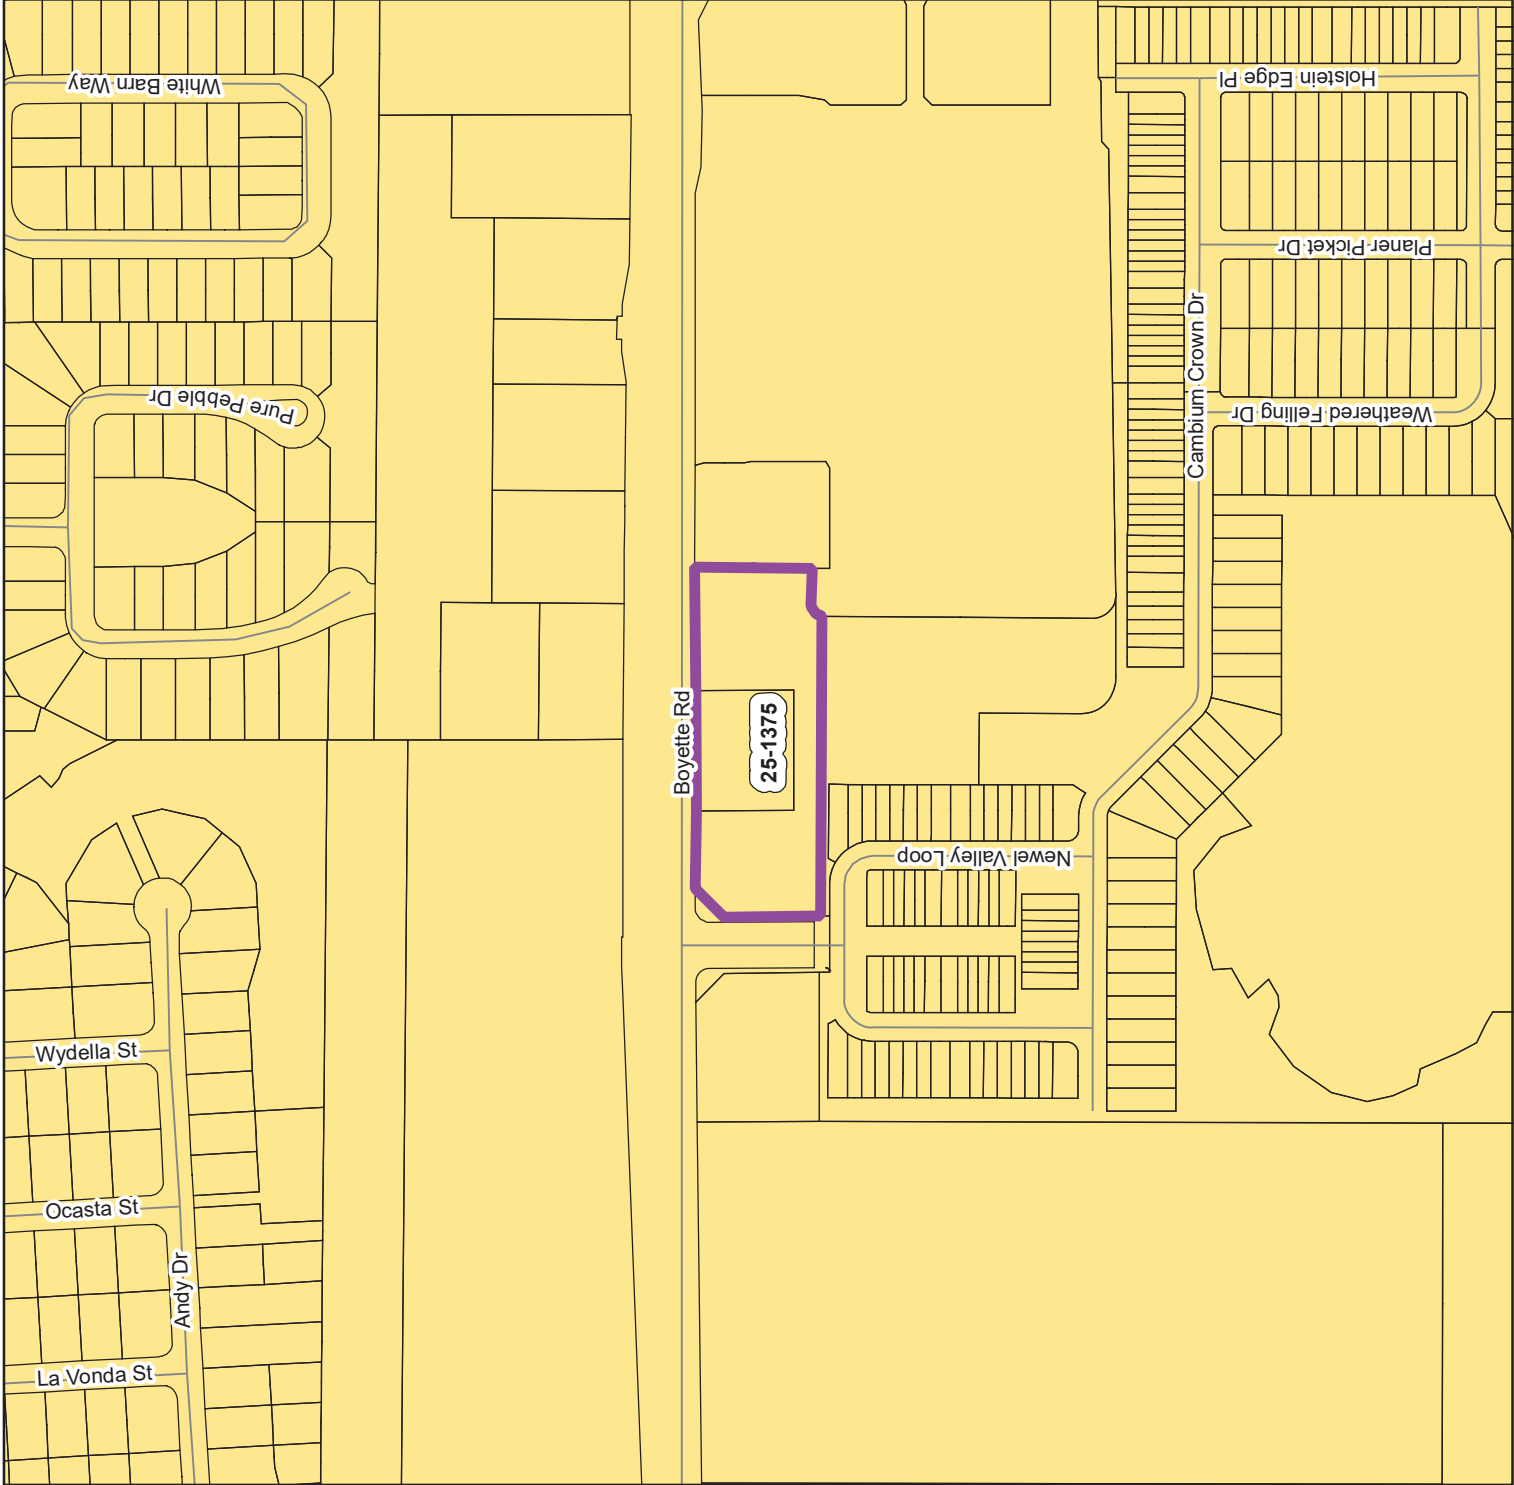 White Barn Way
Holstein Edge Pl
Planer Picket Dr
Pure Pebble Dr
Cambium Crown Dr
Weathered Felling Dr
Boyette Rd
25-1375
Newel Valley Loop
Wydella St
Ocasta St
Andy Dr
La Vonda St